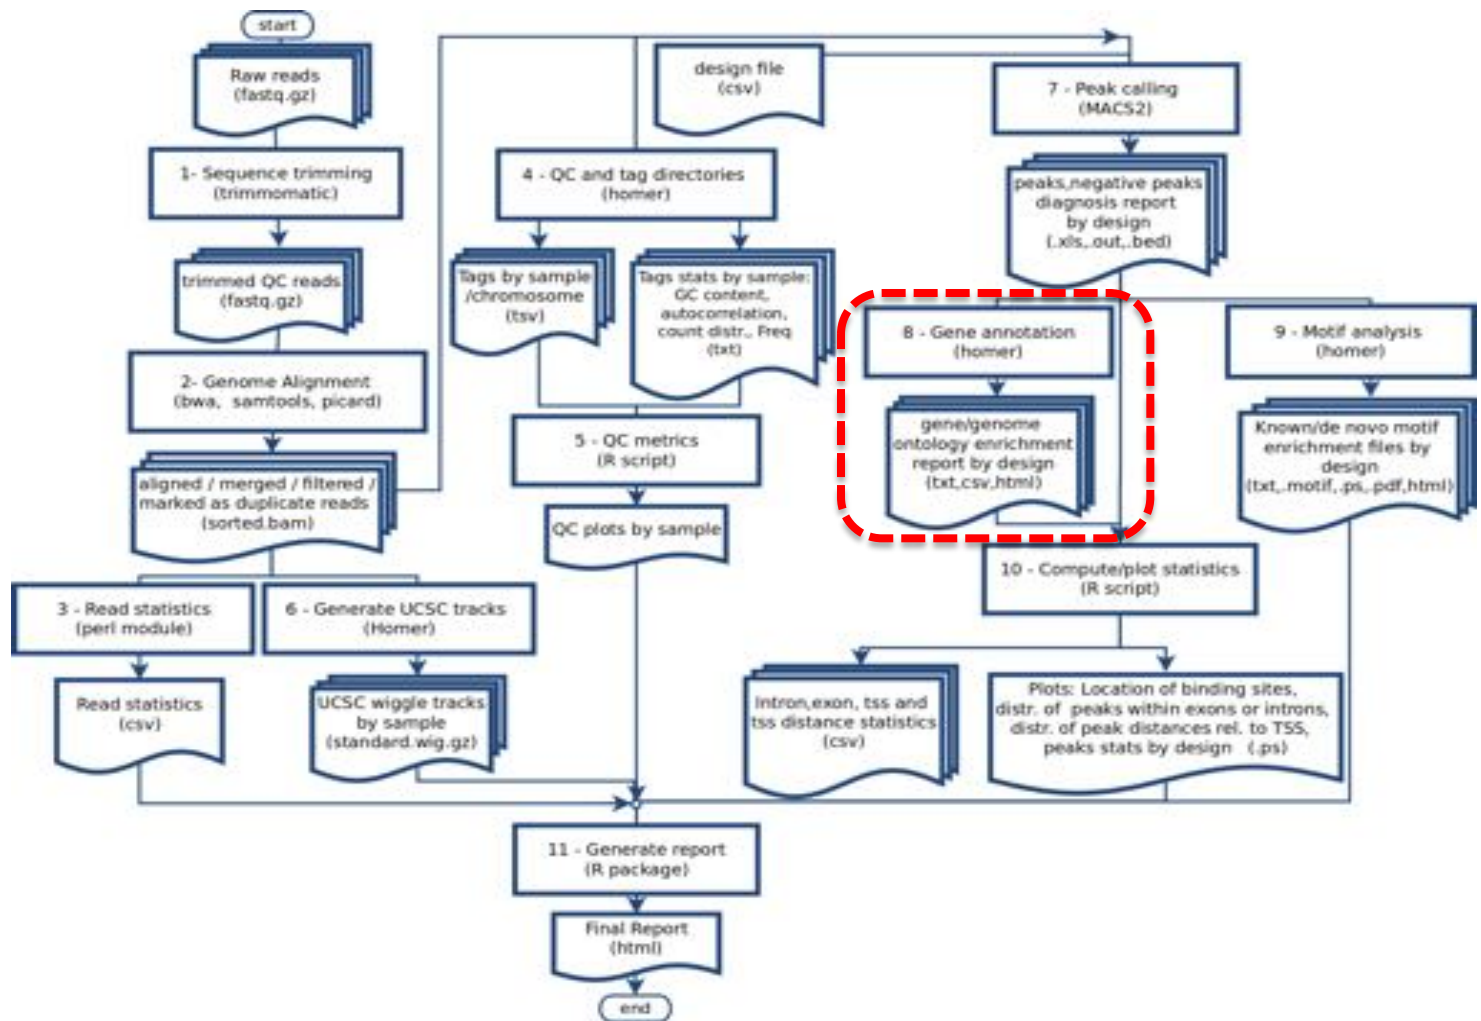 start
Raw reads
(fastq.gz)
1- Sequence trimming
(trimmomatic)
trimmed QC reads
(fastq.gz)
2- Genome Alignment
(bwa, samtools, picard)
aligned / merged / filtered /
marked as duplicate reads
(sorted.bam)
3 - Read statistics
(perl module)
Read statistics
(csv)
6 - Generate UCSC tracks
(Homer)
UCSC wiggle tracks
by sample
(standard.wig.gz)
design file
(csv)
4 - QC and tag directories
(homer)
Tags by sample
/chromosome
(tsv)
Tags stats by sample:
GC content,
autocorrelation,
count distr., Freq
(txt)
5 - QC metrics
(R script)
QC plots by sample
7 - Peak calling
(MACS2)
peaks,negative peaks
diagnosis report
by design
(.xls,.out,.bed)
8 - Gene annotation
(homer)
gene/genome
ontology enrichment
report by design
(txt,csv,html)
9 - Motif analysis
(homer)
Known/de novo motif
enrichment files by
design
(txt,.motif,.ps,.pdf,html)
10 - Compute/plot statistics
(R script)
Intron,exon, tss and
tss distance statistics
(csv)
Plots: Location of binding sites,
distr. of peaks within exons or introns,
distr. of peak distances rel. to TSS,
peaks stats by design (.ps)
11 - Generate report
(R package)
Final Report
(html)
end